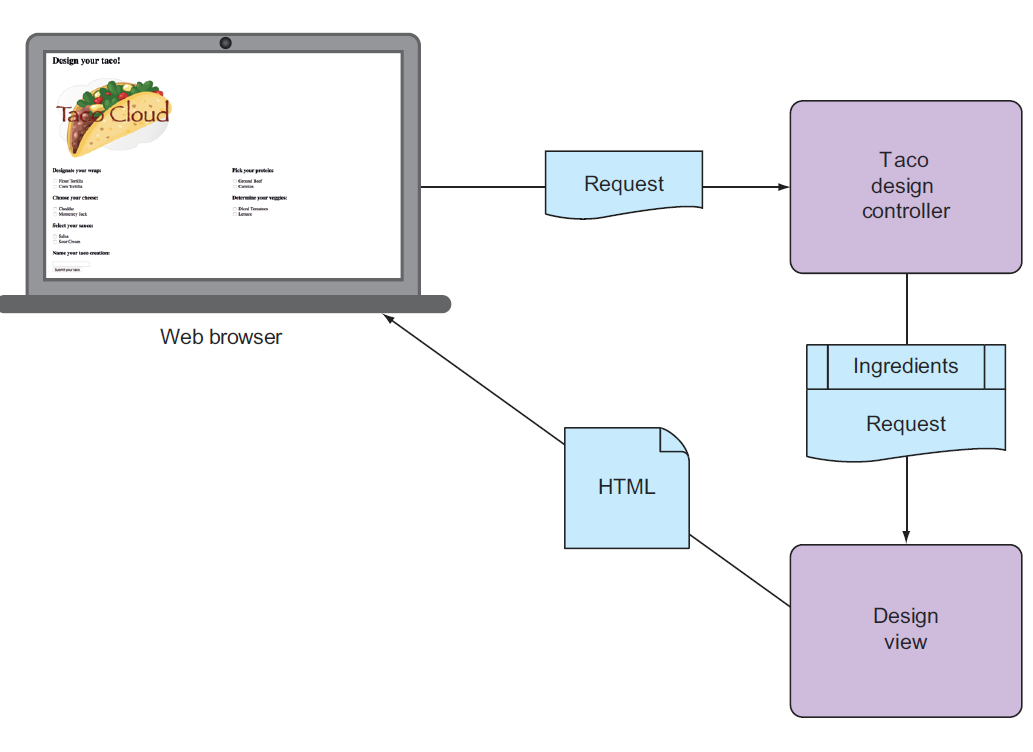 Design your taco!
Taco Cloud
Designate your wrap:
Flour Tortilla
Corn Tortilla
Choose your cheese:
Cheddar
Monterrey Jack
Select your sauce:
Salsa
Sour Cream
Name your taco creation:
Submit your taco
Pick your protein:
Ground Beef
Carnitas
Determine your veggies:
Diced Tomatoes
Lettuce
Web browser
Request
Taco
design
controller
Ingredients
Request
HTML
Design
view